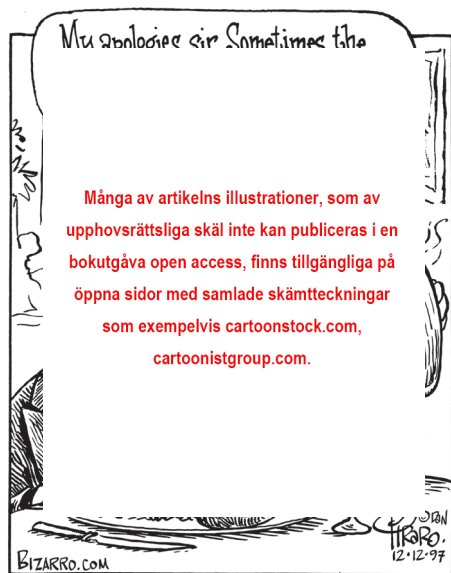 My apologies sir. Sometimes the
Många av artikelns illustrationer, som av
upphovsrättsliga skäl inte kan publiceras i en
bokutgåva open access, finns tillgängliga på
öppna sidor med samlade skämtteckningar
som exempelvis cartoonstock.com,
cartoonistgroup.com.
©DAN
PIRARO.
12·12·97
BIZARRO.COM